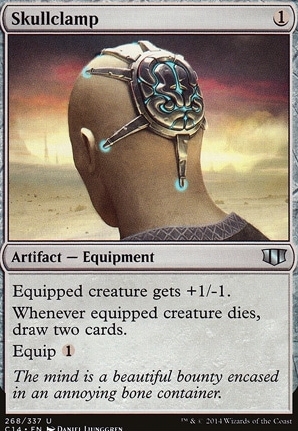 Skullclamp 1
Artifact — Equipment
Equipped creature gets +1/-1.
Whenever equipped creature dies,
draw two cards.
Equip 1
The mind is a beautiful bounty encased
in an annoying bone container.
268/337 U
C14 • EN Daniel Ljunggren
™ & © 2014 Wizards of the Coast